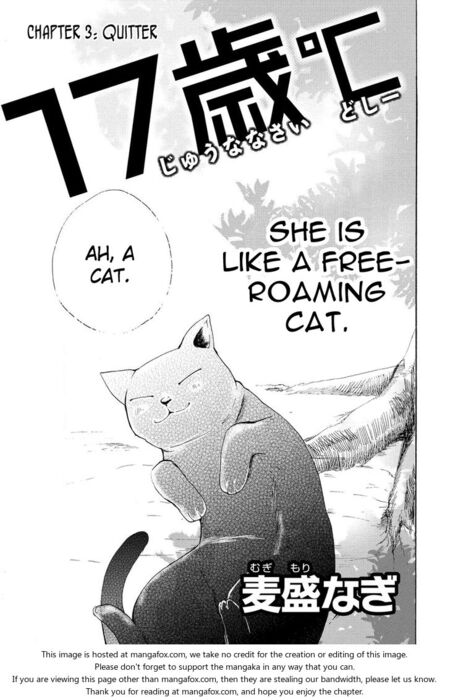 CHAPTER 3: QUITTER
17歳℃
じゅうななさい どしー
AH, A
CAT.
SHE IS
LIKE A FREE-
ROAMING
CAT.
むぎ もり
麦盛なぎ
This image is hosted at mangafox.com, we take no credit for the creation or editing of this image.
Please don't forget to support the mangaka in any way that you can.
If you are viewing this page other than mangafox.com, then they are stealing our bandwidth, please let us know.
Thank you for reading at mangafox.com, and hope you enjoy the chapter.